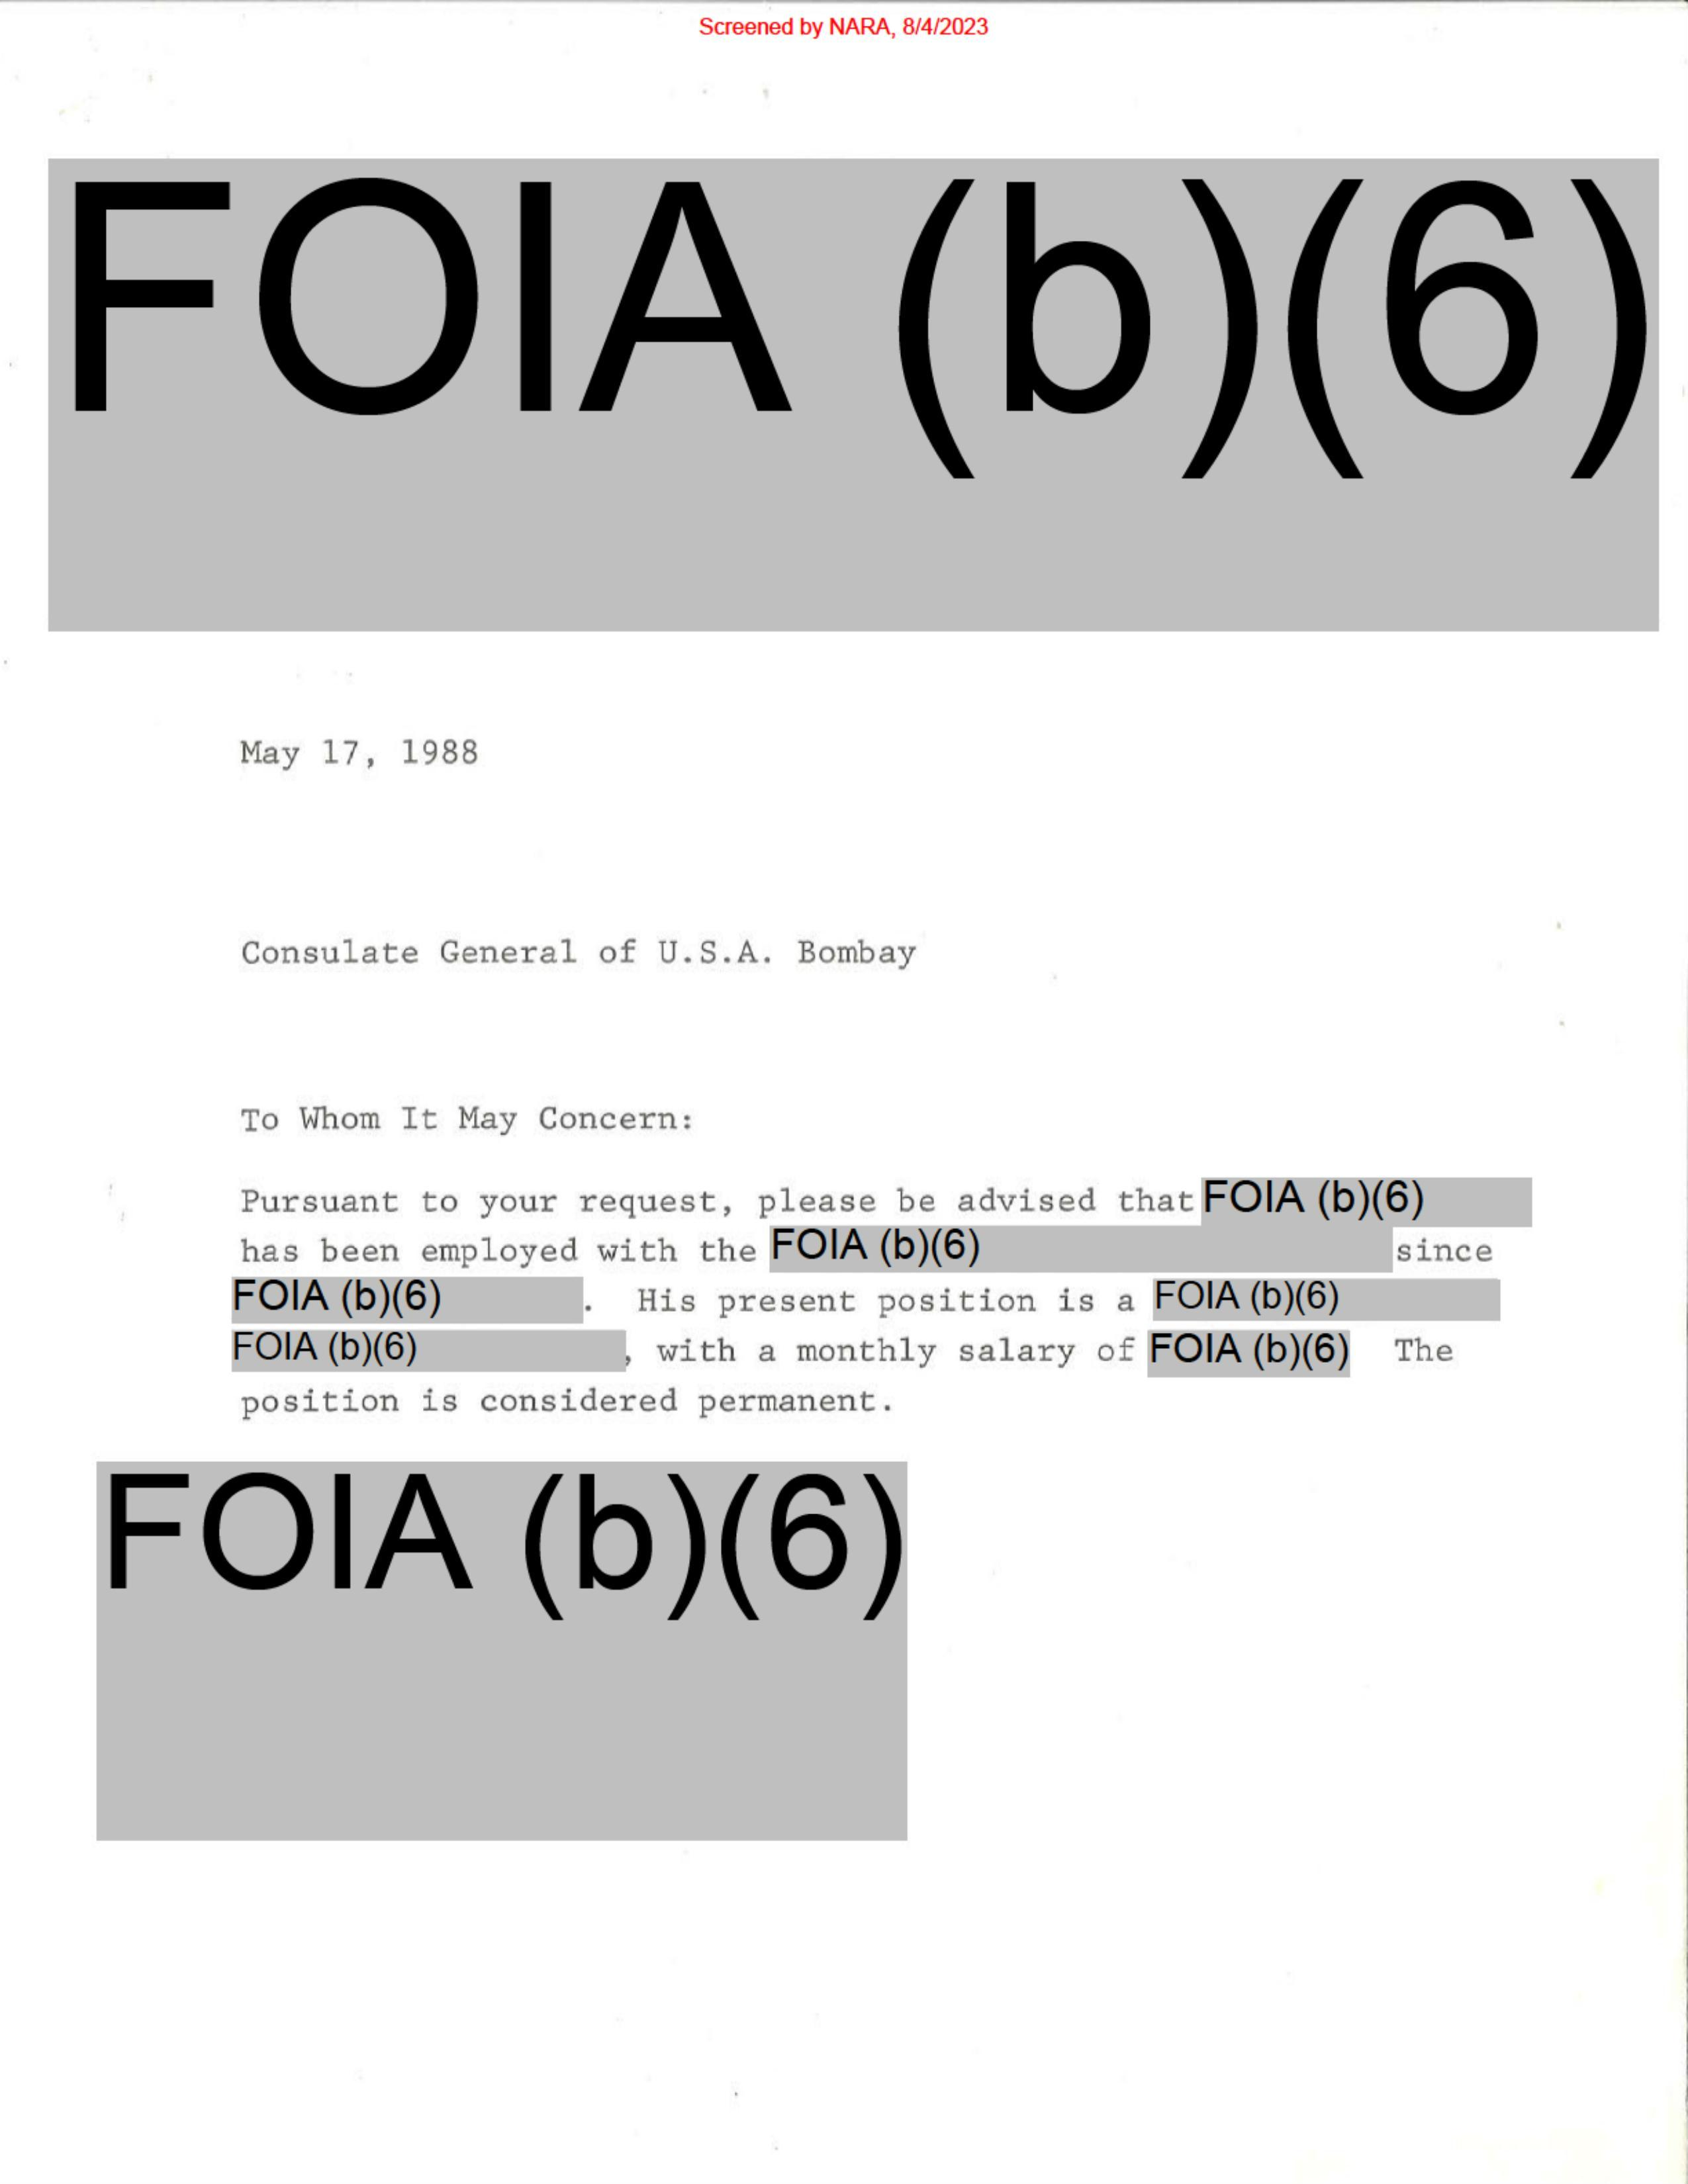 Screened by NARA, 8/4/2023
FOIA (b)(6)
May 17, 1988
Consulate General of U.S.A. Bombay
To Whom It May Concern:
Pursuant to your request, please be advised that FOIA (b)(6)
has been employed with the FOIA (b)(6) since
FOIA (b)(6) . His present position is a FOIA (b)(6)
FOIA (b)(6) , with a monthly salary of FOIA (b)(6) The
position is considered permanent.
FOIA (b)(6)